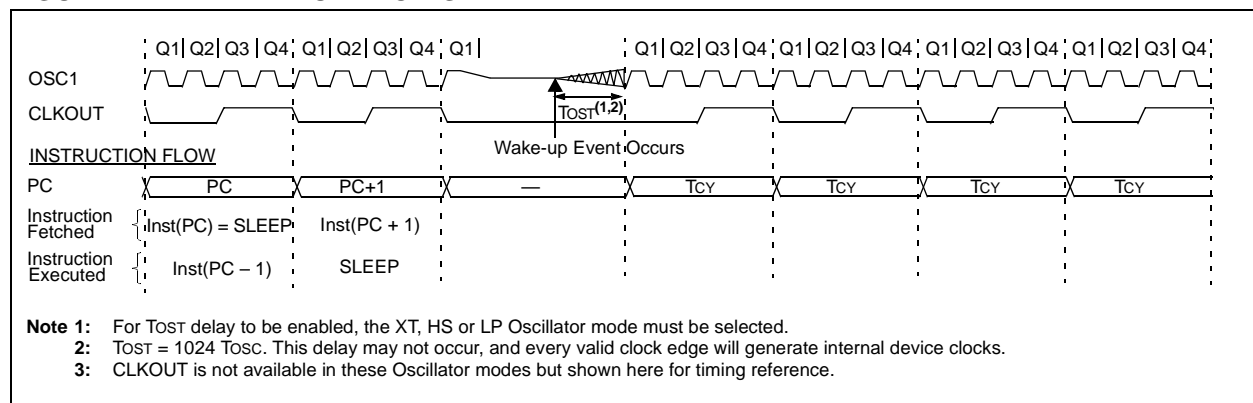 Q1 Q2 Q3 Q4 Q1 Q2 Q3 Q4 Q1 Q1 Q2 Q3 Q4 Q1 Q2 Q3 Q4 Q1 Q2 Q3 Q4 Q1 Q2 Q3 Q4
OSC1
CLKOUT
TOST(1,2)
Wake-up Event Occurs
INSTRUCTION FLOW
PC PC PC+1 — TCY TCY TCY TCY
Instruction Fetched Inst(PC) = SLEEP Inst(PC + 1)
Instruction Executed Inst(PC – 1) SLEEP
Note 1: For TOST delay to be enabled, the XT, HS or LP Oscillator mode must be selected.
2: TOST = 1024 TOSC. This delay may not occur, and every valid clock edge will generate internal device clocks.
3: CLKOUT is not available in these Oscillator modes but shown here for timing reference.